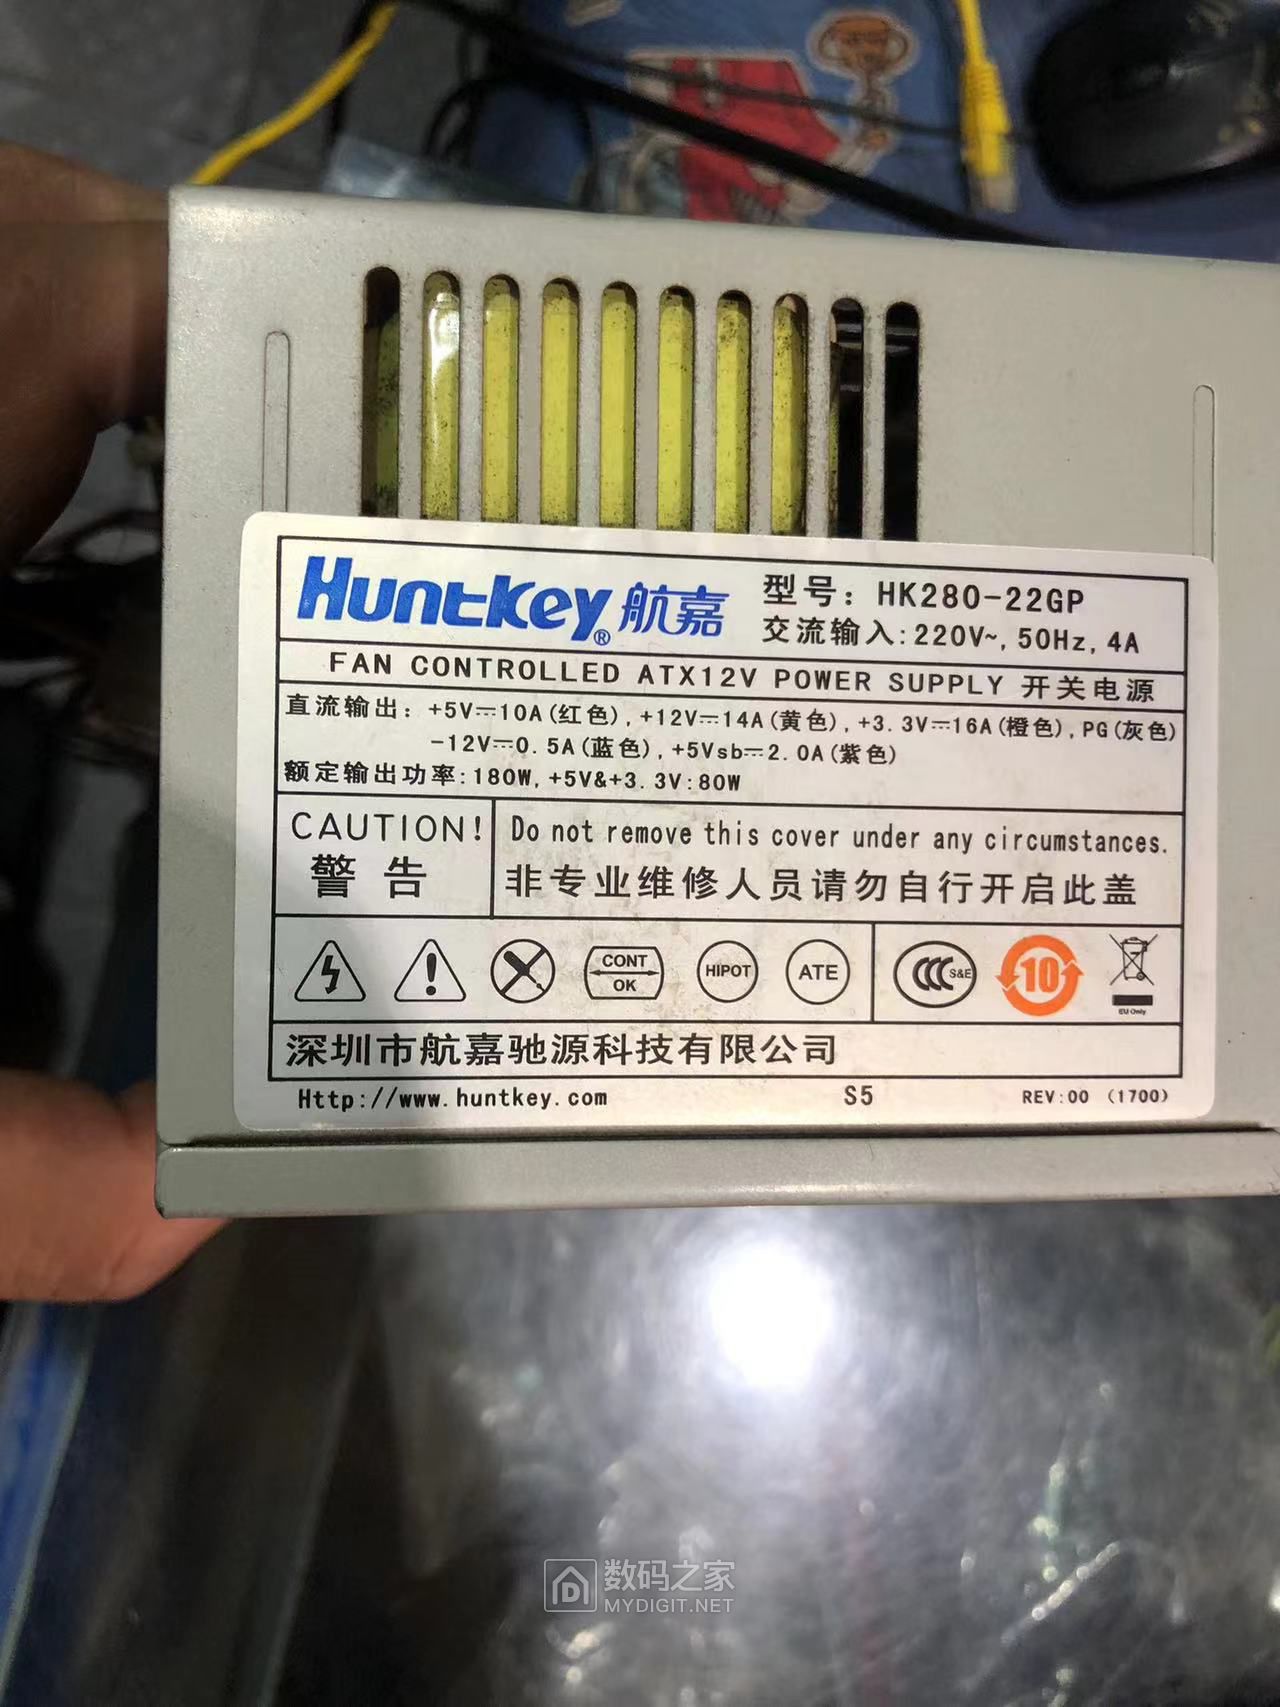 Huntkey® 航嘉
型号: HK280-22GP
交流输入:220V~, 50Hz, 4A
FAN CONTROLLED ATX12V POWER SUPPLY 开关电源
直流输出: +5V⎓10A(红色), +12V⎓14A(黄色), +3.3V⎓16A(橙色), PG(灰色)
-12V⎓0.5A(蓝色), +5Vsb⎓2.0A(紫色)
额定输出功率:180W, +5V&+3.3V:80W
CAUTION!
警告
Do not remove this cover under any circumstances.
非专业维修人员请勿自行开启此盖
CONT
OK
HIPOT
ATE
CCC S&E
10
EU Only
深圳市航嘉驰源科技有限公司
Http://www.huntkey.com S5 REV:00 (1700)
数码之家
MYDIGIT.NET